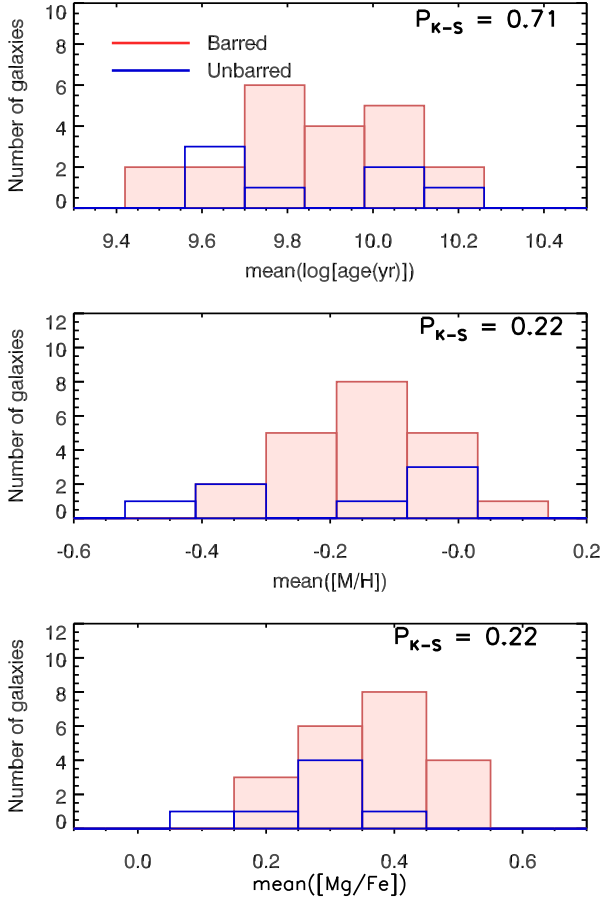 P_K-S = 0.71
Barred
Unbarred
Number of galaxies
10
8
6
4
2
0
9.4 9.6 9.8 10.0 10.2 10.4
mean(log[age(yr)])
P_K-S = 0.22
Number of galaxies
12
10
8
6
4
2
0
-0.6 -0.4 -0.2 -0.0 0.2
mean([M/H])
P_K-S = 0.22
Number of galaxies
12
10
8
6
4
2
0
0.0 0.2 0.4 0.6
mean([Mg/Fe])